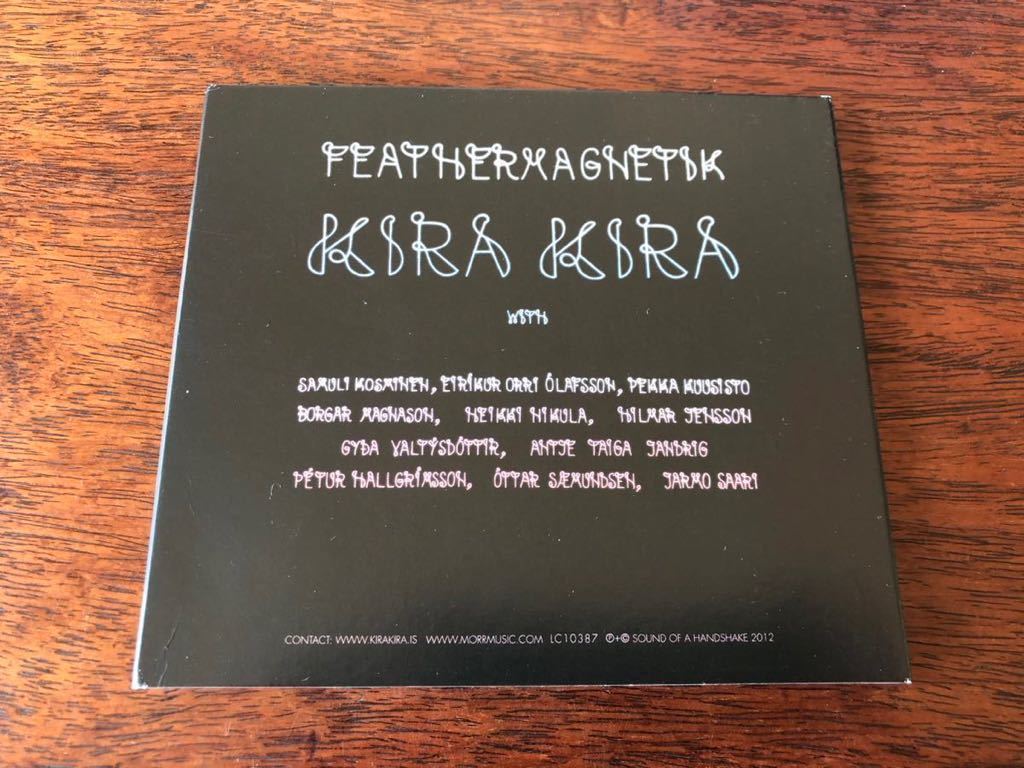 FEATHERMAGNETIK
KIRA KIRA
WITH
SAMULI KOSMINEN, EIRÍKUR ORRI ÓLAFSSON, PEKKA KUUSISTO
BORGAR MAGNASON, HEIKKI NIKULA, HILMAR JENSSON
GYÐA VALTÝSDÓTTIR, ANTJE TAIGA JANDRIG
PÉTUR HALLGRÍMSSON, ÓTTAR SÆMUNDSEN, JARMO SAARI
CONTACT: WWW.KIRAKIRA.IS WWW.MORRMUSIC.COM LC10387 ℗+© SOUND OF A HANDSHAKE 2012